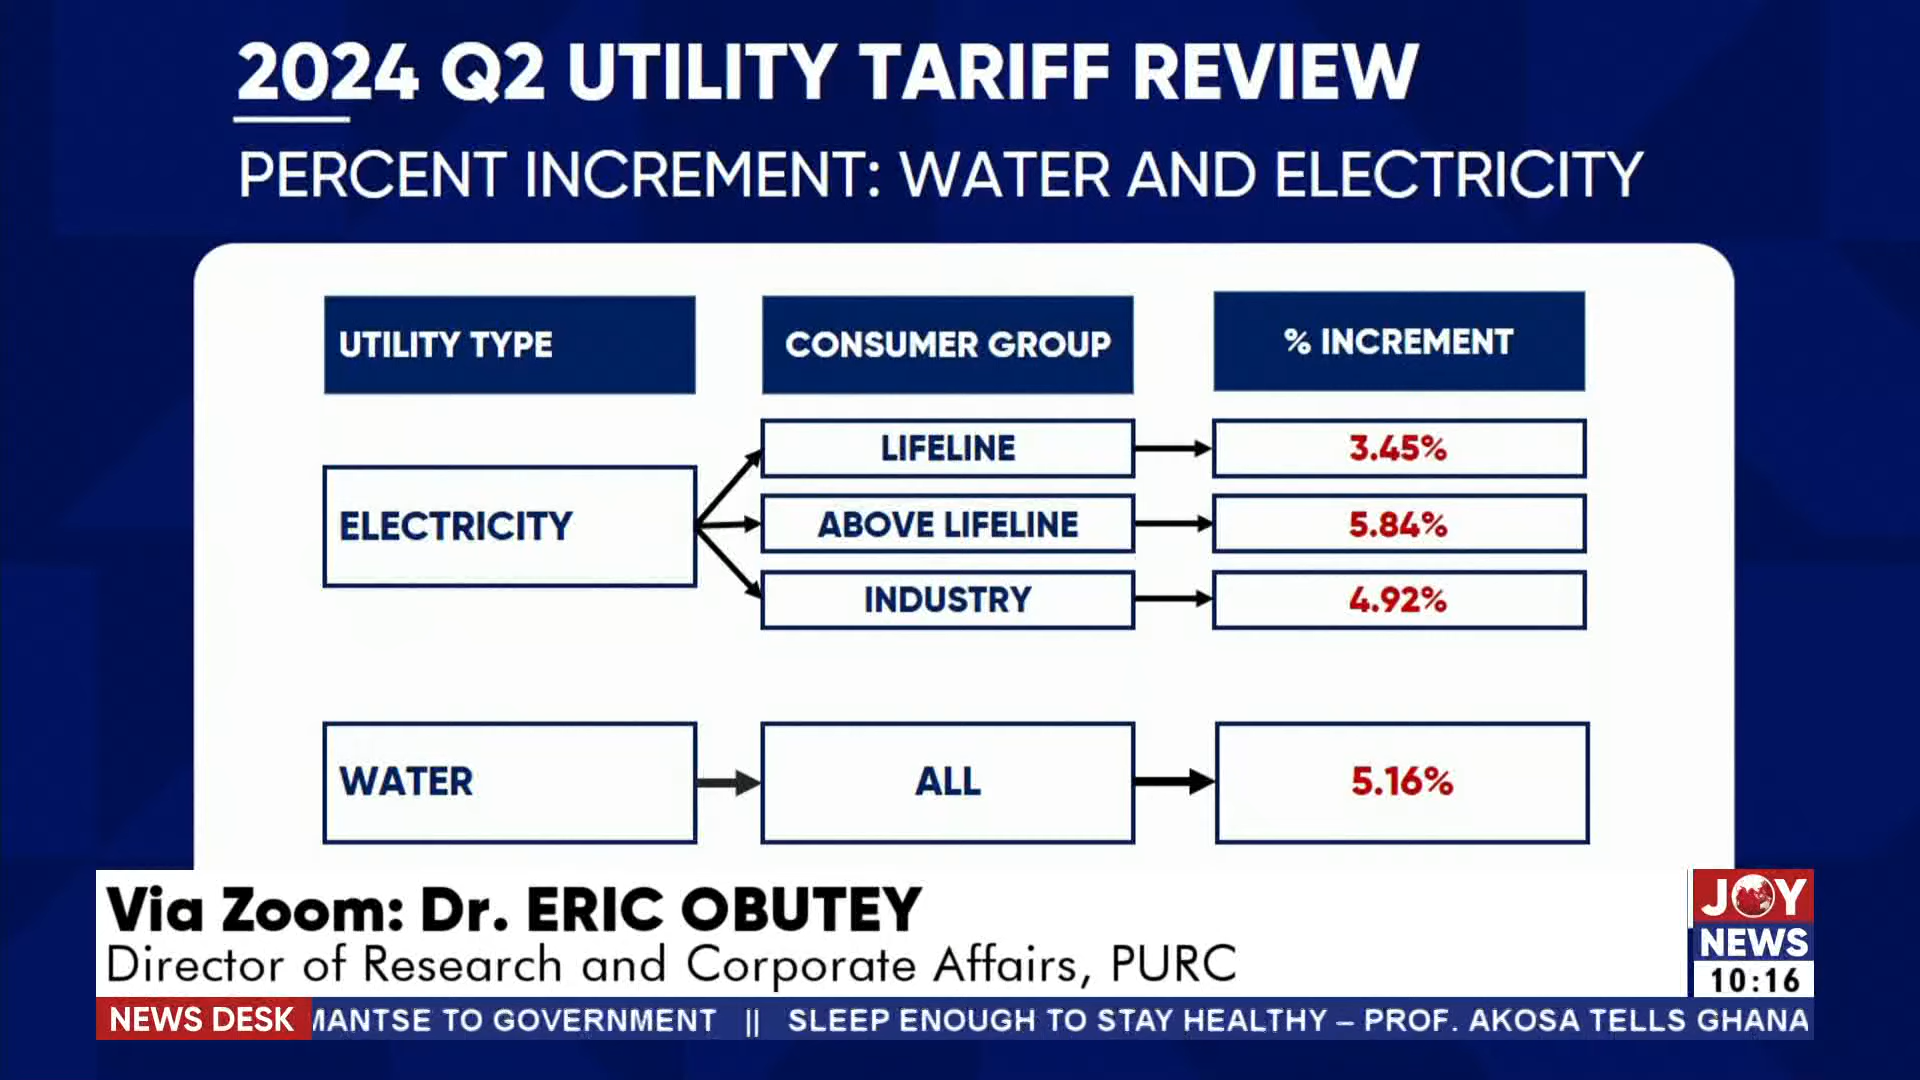 2024 Q2 UTILITY TARIFF REVIEW
PERCENT INCREMENT: WATER AND ELECTRICITY
UTILITY TYPE
CONSUMER GROUP
% INCREMENT
ELECTRICITY
LIFELINE
3.45%
ABOVE LIFELINE
5.84%
INDUSTRY
4.92%
WATER
ALL
5.16%
Via Zoom: Dr. ERIC OBUTEY
Director of Research and Corporate Affairs, PURC
JOY
NEWS
10:16
NEWS DESK
MANTSE TO GOVERNMENT || SLEEP ENOUGH TO STAY HEALTHY – PROF. AKOSA TELLS GHANA